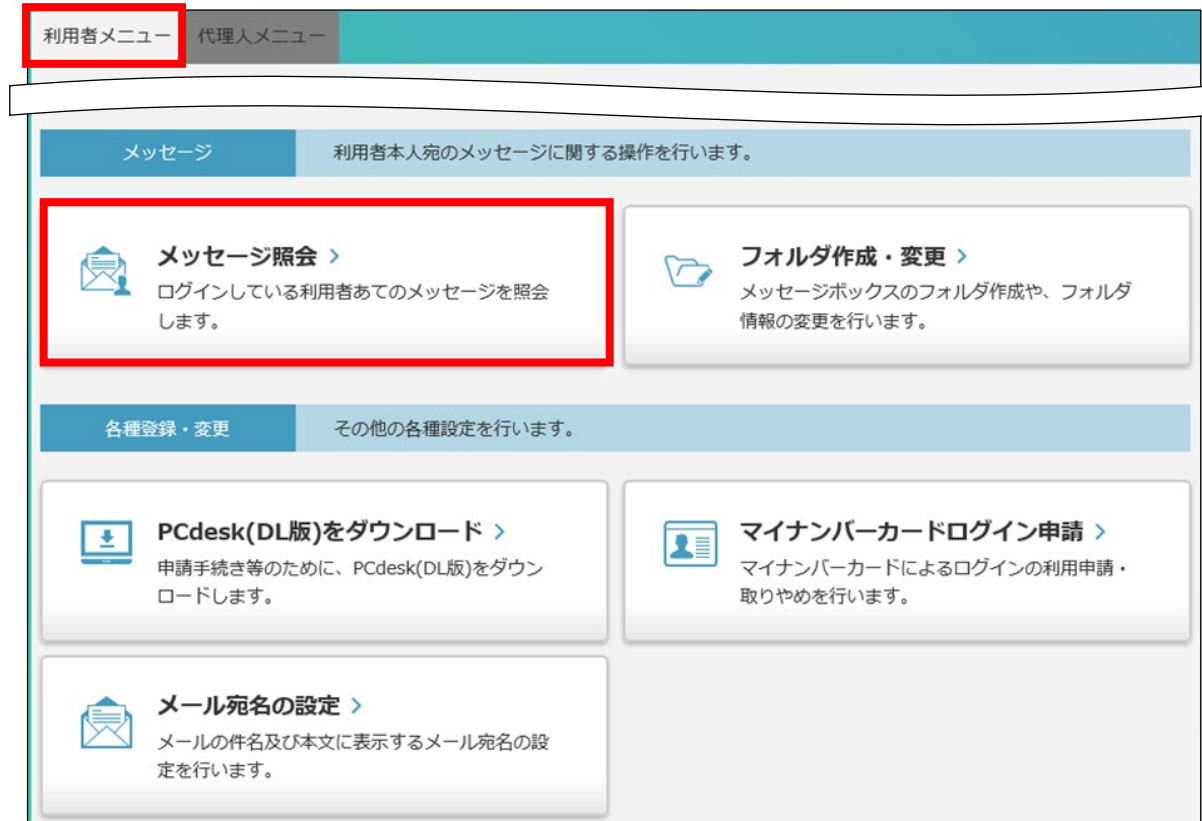 利用者メニュー 代理人メニュー
メッセージ 利用者本人宛のメッセージに関する操作を行います。
メッセージ照会 >
ログインしている利用者あてのメッセージを照会
します。
フォルダ作成・変更 >
メッセージボックスのフォルダ作成や、フォルダ
情報の変更を行います。
各種登録・変更 その他の各種設定を行います。
PCdesk(DL版)をダウンロード >
申請手続き等のために、PCdesk(DL版)をダウン
ロードします。
マイナンバーカードログイン申請 >
マイナンバーカードによるログインの利用申請・
取りやめを行います。
メール宛名の設定 >
メールの件名及び本文に表示するメール宛名の設
定を行います。